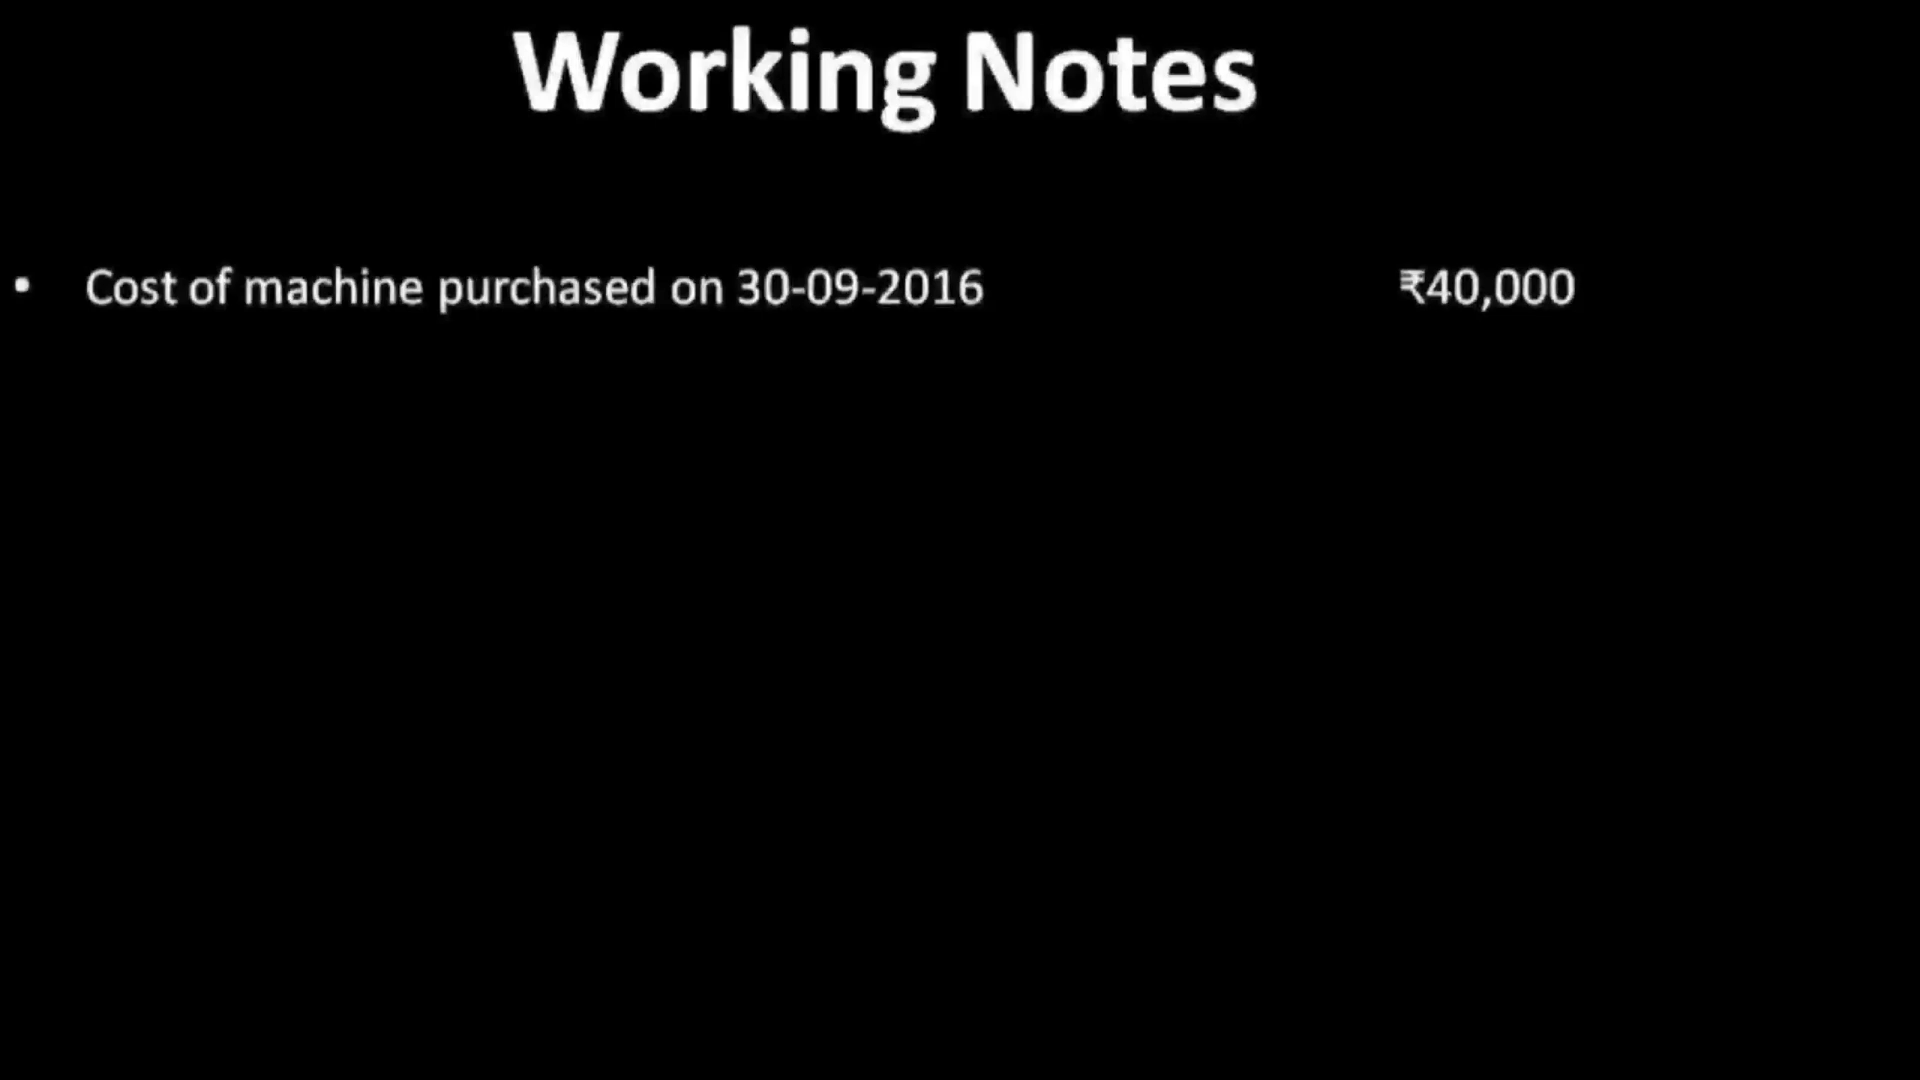 Working Notes
• Cost of machine purchased on 30-09-2016 ₹40,000